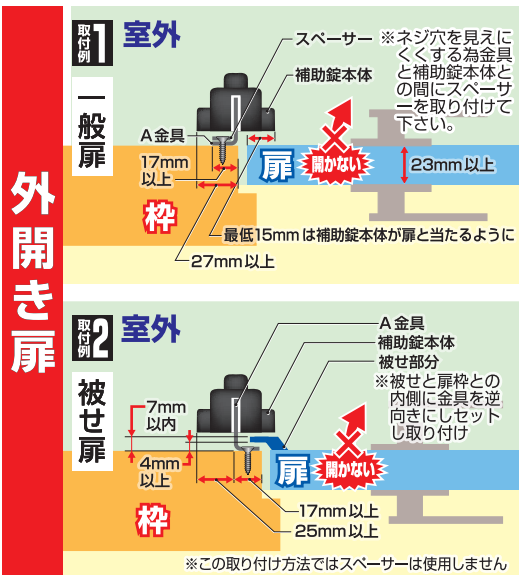 外開き扉
取付例1
室外
一般扉
スペーサー
補助錠本体
※ネジ穴を見えに
くくする為金具
と補助錠本体と
の間にスペーサ
ーを取り付けて
下さい。
A金具
17mm
以上
扉
開かない
23mm以上
枠
最低15mmは補助錠本体が扉と当たるように
27mm以上
取付例2
室外
被せ扉
A金具
補助錠本体
被せ部分
※被せと扉枠との
内側に金具を逆
向きにしセット
し取り付け
7mm
以内
4mm
以上
扉
開かない
枠
17mm以上
25mm以上
※この取り付け方法ではスペーサーは使用しません